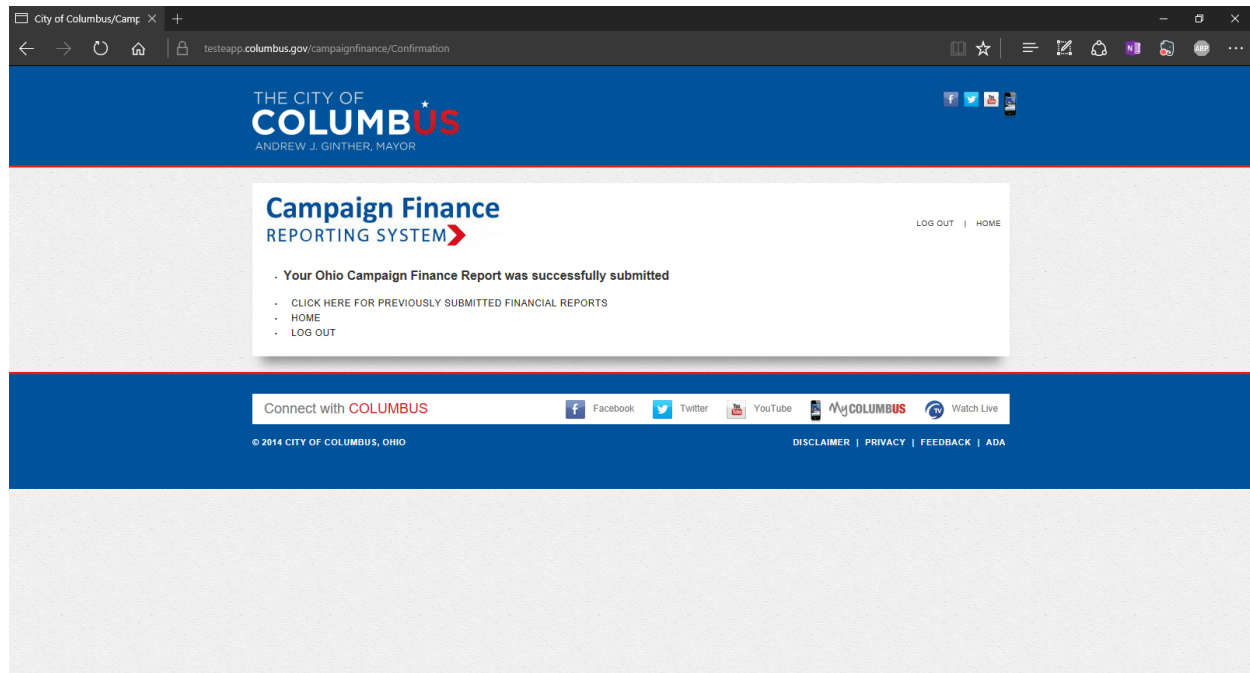 City of Columbus/Camp
testeapp.columbus.gov/campaignfinance/Confirmation
N
ABP
THE CITY OF
COLUMBUS
ANDREW J. GINTHER, MAYOR
Campaign Finance
REPORTING SYSTEM
LOG OUT | HOME
· Your Ohio Campaign Finance Report was successfully submitted
· CLICK HERE FOR PREVIOUSLY SUBMITTED FINANCIAL REPORTS
· HOME
· LOG OUT
Connect with COLUMBUS
Facebook
Twitter
YouTube
MyCOLUMBUS
Watch Live
© 2014 CITY OF COLUMBUS, OHIO
DISCLAIMER | PRIVACY | FEEDBACK | ADA